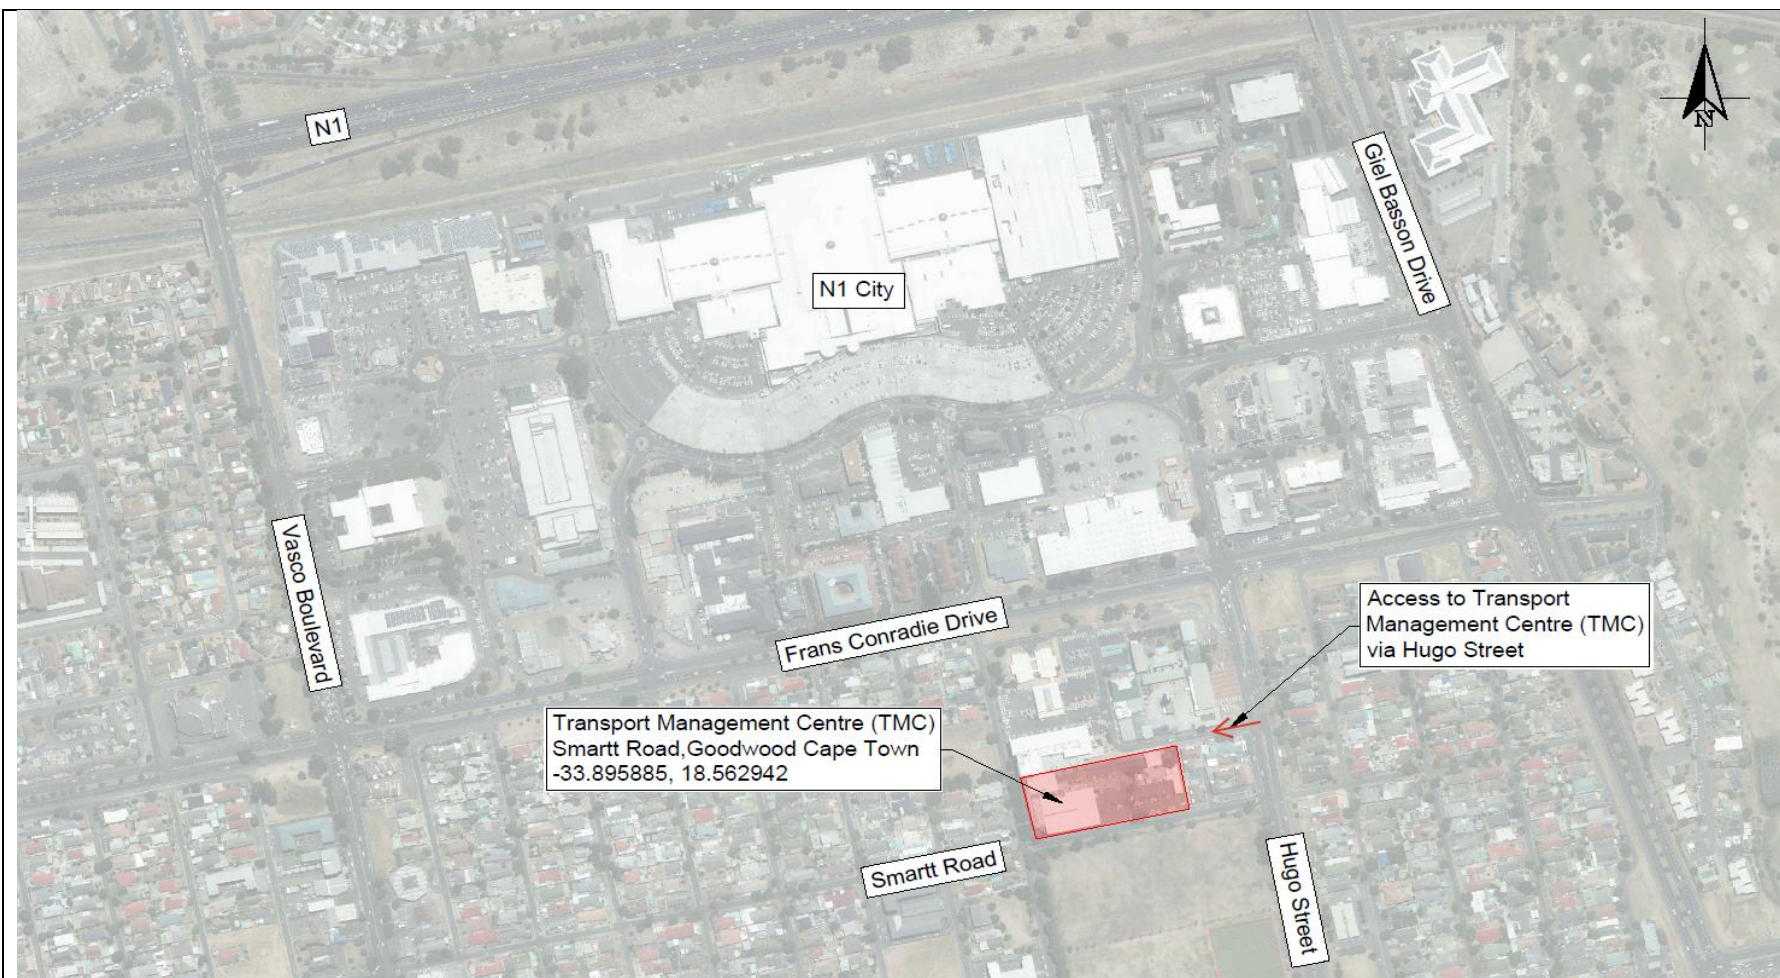 N1
N
Giel Basson Drive
N1 City
Vasco Boulevard
Frans Conradie Drive
Access to Transport
Management Centre (TMC)
via Hugo Street
Transport Management Centre (TMC)
Smartt Road,Goodwood Cape Town
-33.895885, 18.562942
Smartt Road
Hugo Street